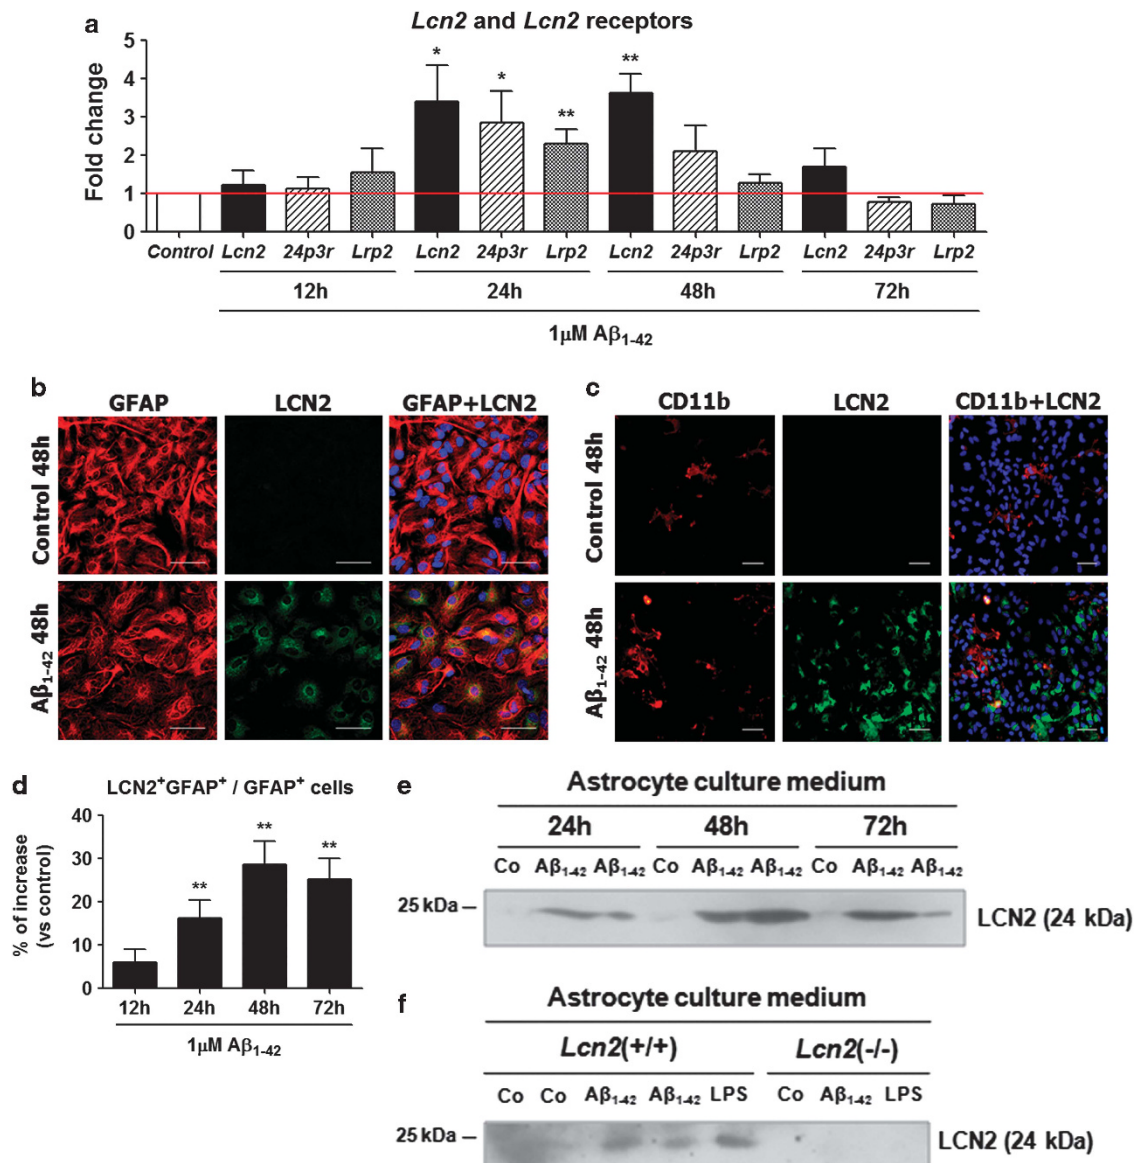 a
Lcn2 and Lcn2 receptors
Fold change
5
4
3
2
1
0
* * ** **
Control Lcn2 24p3r Lrp2 Lcn2 24p3r Lrp2 Lcn2 24p3r Lrp2 Lcn2 24p3r Lrp2
12h 24h 48h 72h
1μM Aβ1-42
b
GFAP LCN2 GFAP+LCN2
Control 48h
Aβ1-42 48h
c
CD11b LCN2 CD11b+LCN2
Control 48h
Aβ1-42 48h
d
LCN2+GFAP+ / GFAP+ cells
% of increase
(vs control)
40
30
20
10
0
** ** **
12h 24h 48h 72h
1μM Aβ1-42
e
Astrocyte culture medium
24h 48h 72h
Co Aβ1-42 Aβ1-42 Co Aβ1-42 Aβ1-42 Co Aβ1-42 Aβ1-42
25 kDa
LCN2 (24 kDa)
f
Astrocyte culture medium
Lcn2(+/+) Lcn2(-/-)
Co Co Aβ1-42 Aβ1-42 LPS Co Aβ1-42 LPS
25 kDa
LCN2 (24 kDa)